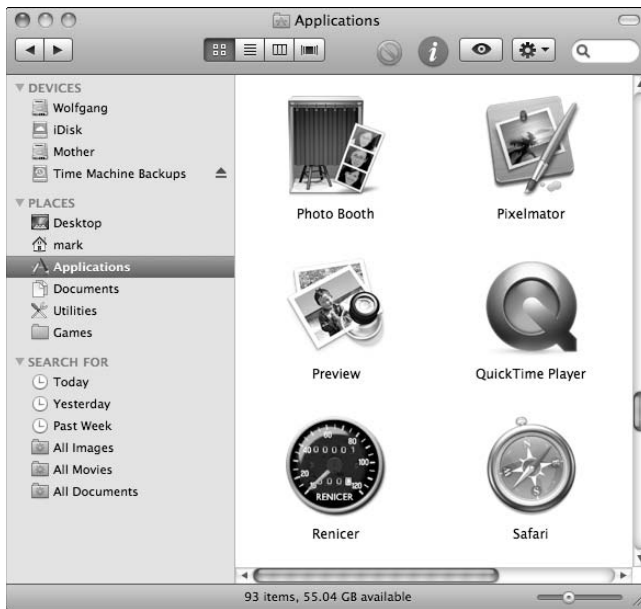 Applications
DEVICES
Wolfgang
iDisk
Mother
Time Machine Backups
PLACES
Desktop
mark
Applications
Documents
Utilities
Games
SEARCH FOR
Today
Yesterday
Past Week
All Images
All Movies
All Documents
Photo Booth
Pixelmator
Preview
QuickTime Player
RENICER
Renicer
Safari
93 items, 55.04 GB available